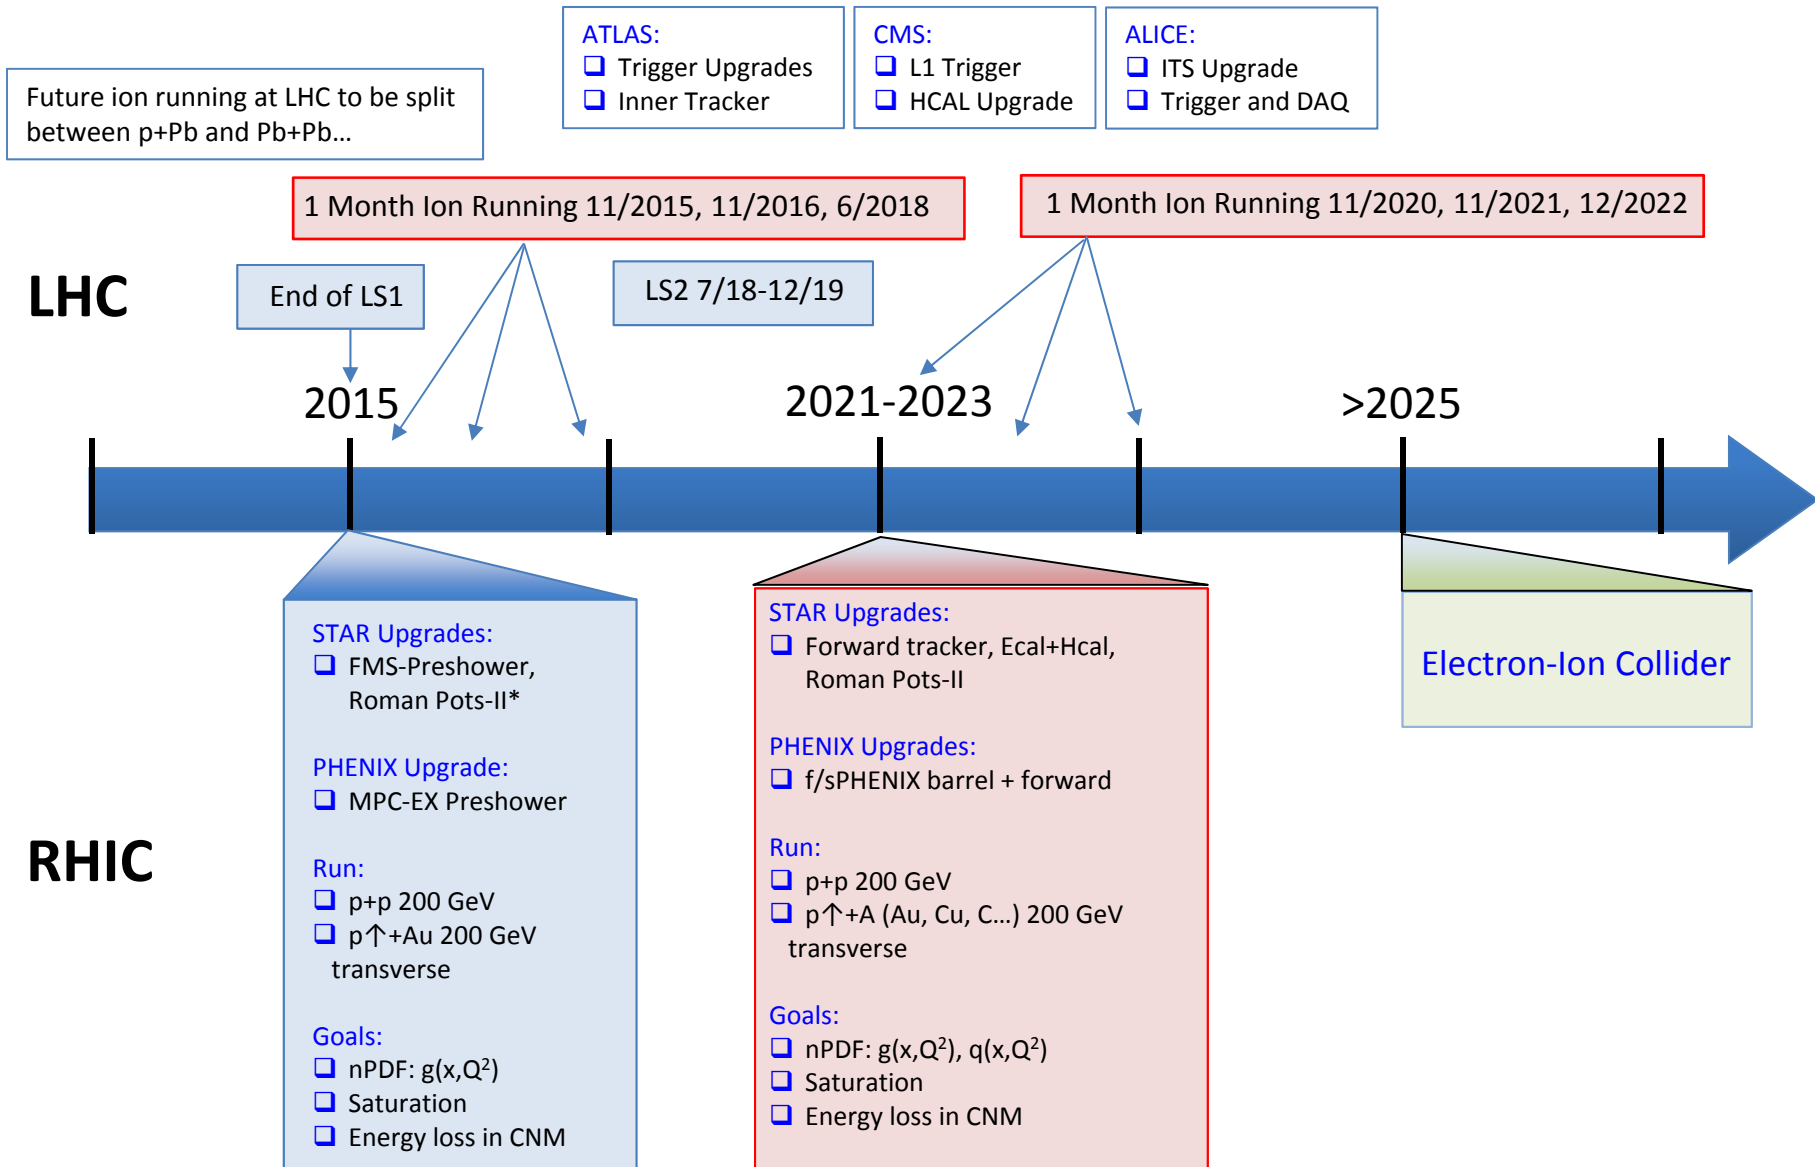 ATLAS:
❑ Trigger Upgrades
❑ Inner Tracker
CMS:
❑ L1 Trigger
❑ HCAL Upgrade
ALICE:
❑ ITS Upgrade
❑ Trigger and DAQ
Future ion running at LHC to be split
between p+Pb and Pb+Pb…
1 Month Ion Running 11/2015, 11/2016, 6/2018
1 Month Ion Running 11/2020, 11/2021, 12/2022
LHC
End of LS1
LS2 7/18-12/19
2015
2021-2023
>2025
RHIC
STAR Upgrades:
❑ FMS-Preshower,
Roman Pots-II*
PHENIX Upgrade:
❑ MPC-EX Preshower
Run:
❑ p+p 200 GeV
❑ p↑+Au 200 GeV
transverse
Goals:
❑ nPDF: g(x,Q²)
❑ Saturation
❑ Energy loss in CNM
STAR Upgrades:
❑ Forward tracker, Ecal+Hcal,
Roman Pots-II
PHENIX Upgrades:
❑ f/sPHENIX barrel + forward
Run:
❑ p+p 200 GeV
❑ p↑+A (Au, Cu, C…) 200 GeV
transverse
Goals:
❑ nPDF: g(x,Q²), q(x,Q²)
❑ Saturation
❑ Energy loss in CNM
Electron-Ion Collider